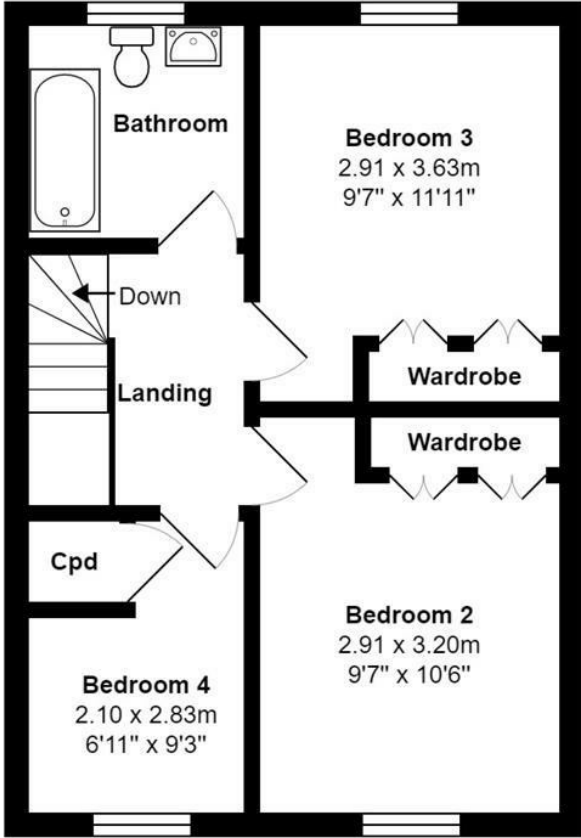 Bathroom
Bedroom 3
2.91 x 3.63m
9'7" x 11'11"
Down
Landing
Wardrobe
Wardrobe
Cpd
Bedroom 2
2.91 x 3.20m
9'7" x 10'6"
Bedroom 4
2.10 x 2.83m
6'11" x 9'3"